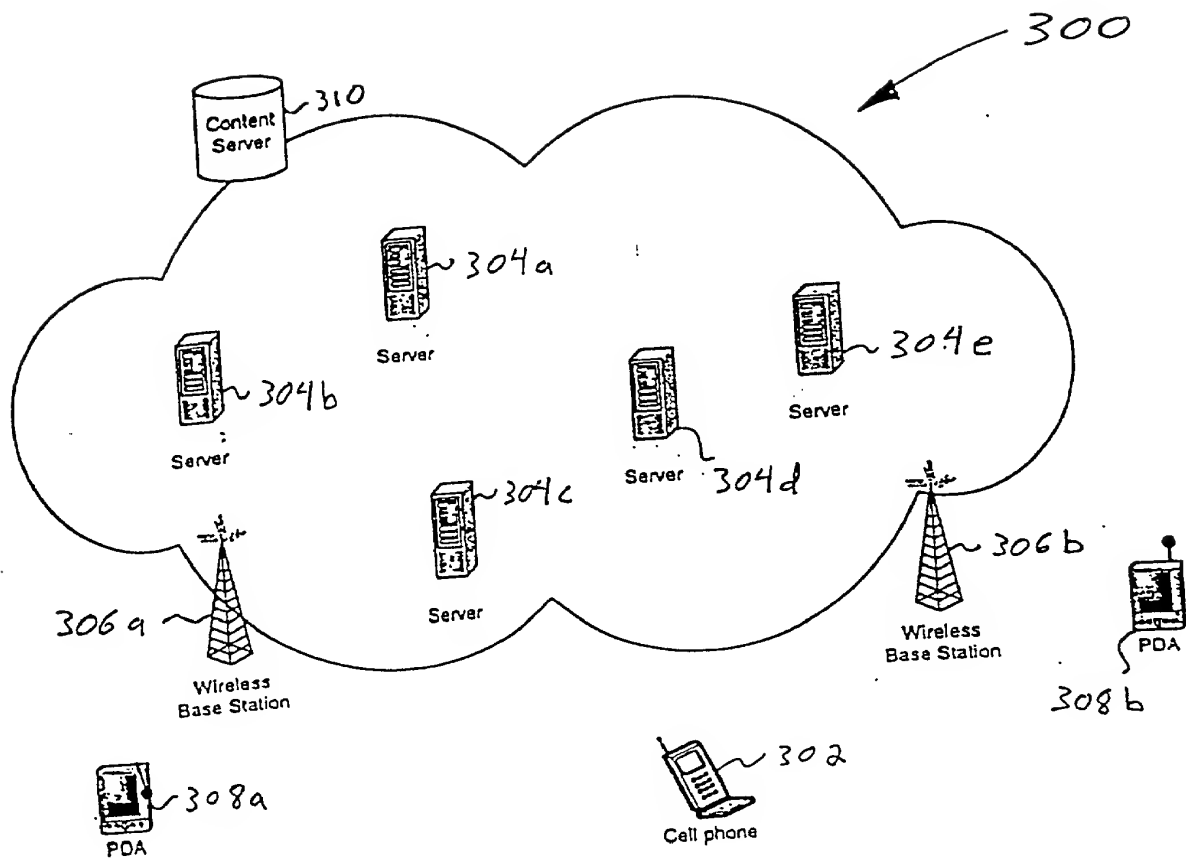 300
310
Content
Server
304a
Server
304e
Server
304b
Server
304d
Server
304c
Server
306a
Wireless
Base Station
306b
Wireless
Base Station
PDA
308b
302
Cell phone
308a
PDA